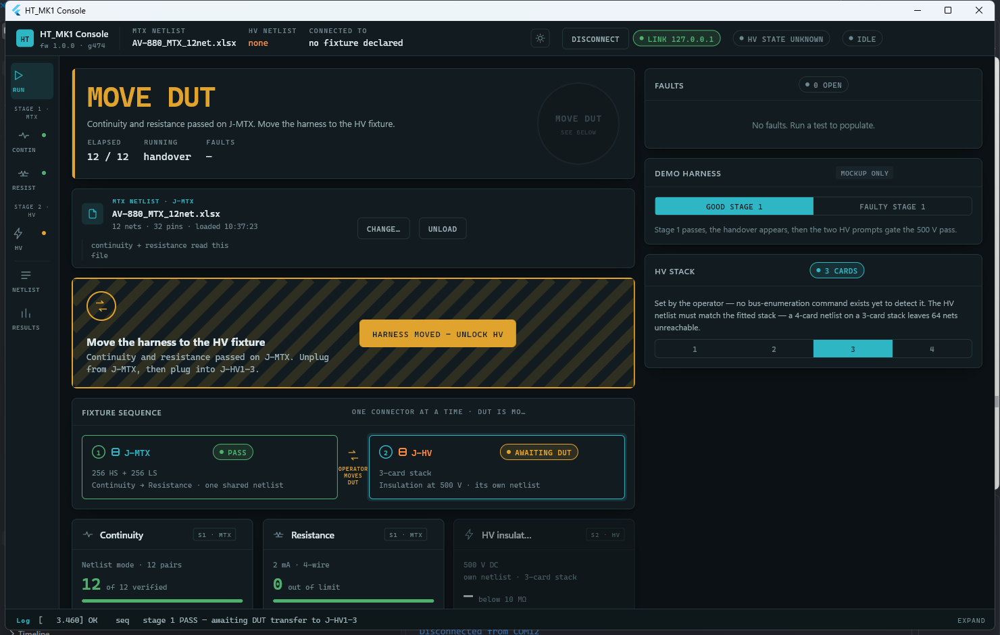 HT_MK1 Console
HT
HT_MK1 Console
fw 1.0.0 · g474
MTX NETLIST
AV-880_MTX_12net.xlsx
HV NETLIST
none
CONNECTED TO
no fixture declared
DISCONNECT
LINK 127.0.0.1
HV STATE UNKNOWN
IDLE
RUN
STAGE 1 ·
MTX
CONTIN
RESIST
STAGE 2 ·
HV
HV
NETLIST
RESULTS
MOVE DUT
Continuity and resistance passed on J-MTX. Move the harness to the HV fixture.
ELAPSED
12 / 12
RUNNING
handover
FAULTS
—
MOVE DUT
SEE BELOW
MTX NETLIST · J-MTX
AV-880_MTX_12net.xlsx
12 nets · 32 pins · loaded 10:37:23
continuity + resistance read this
file
CHANGE…
UNLOAD
Move the harness to the HV fixture
Continuity and resistance passed on J-MTX. Unplug
from J-MTX, then plug into J-HV1-3.
HARNESS MOVED — UNLOCK HV
FIXTURE SEQUENCE
ONE CONNECTOR AT A TIME · DUT IS MO…
1
J-MTX
PASS
256 HS + 256 LS
Continuity → Resistance · one shared netlist
OPERATOR
MOVES
DUT
2
J-HV
AWAITING DUT
3-card stack
Insulation at 500 V · its own netlist
Continuity
S1 · MTX
Netlist mode · 12 pairs
12 of 12 verified
Resistance
S1 · MTX
2 mA · 4-wire
0 out of limit
HV insulat…
S2 · HV
500 V DC
own netlist · 3-card stack
— below 10 MΩ
FAULTS
0 OPEN
No faults. Run a test to populate.
DEMO HARNESS
MOCKUP ONLY
GOOD STAGE 1
FAULTY STAGE 1
Stage 1 passes, the handover appears, then the two HV prompts gate the 500 V pass.
HV STACK
3 CARDS
Set by the operator — no bus-enumeration command exists yet to detect it. The HV
netlist must match the fitted stack — a 4-card netlist on a 3-card stack leaves 64 nets
unreachable.
1
2
3
4
Log [ 3.460] OK seq stage 1 PASS — awaiting DUT transfer to J-HV1-3
EXPAND
Timeline
Disconnected from COM12